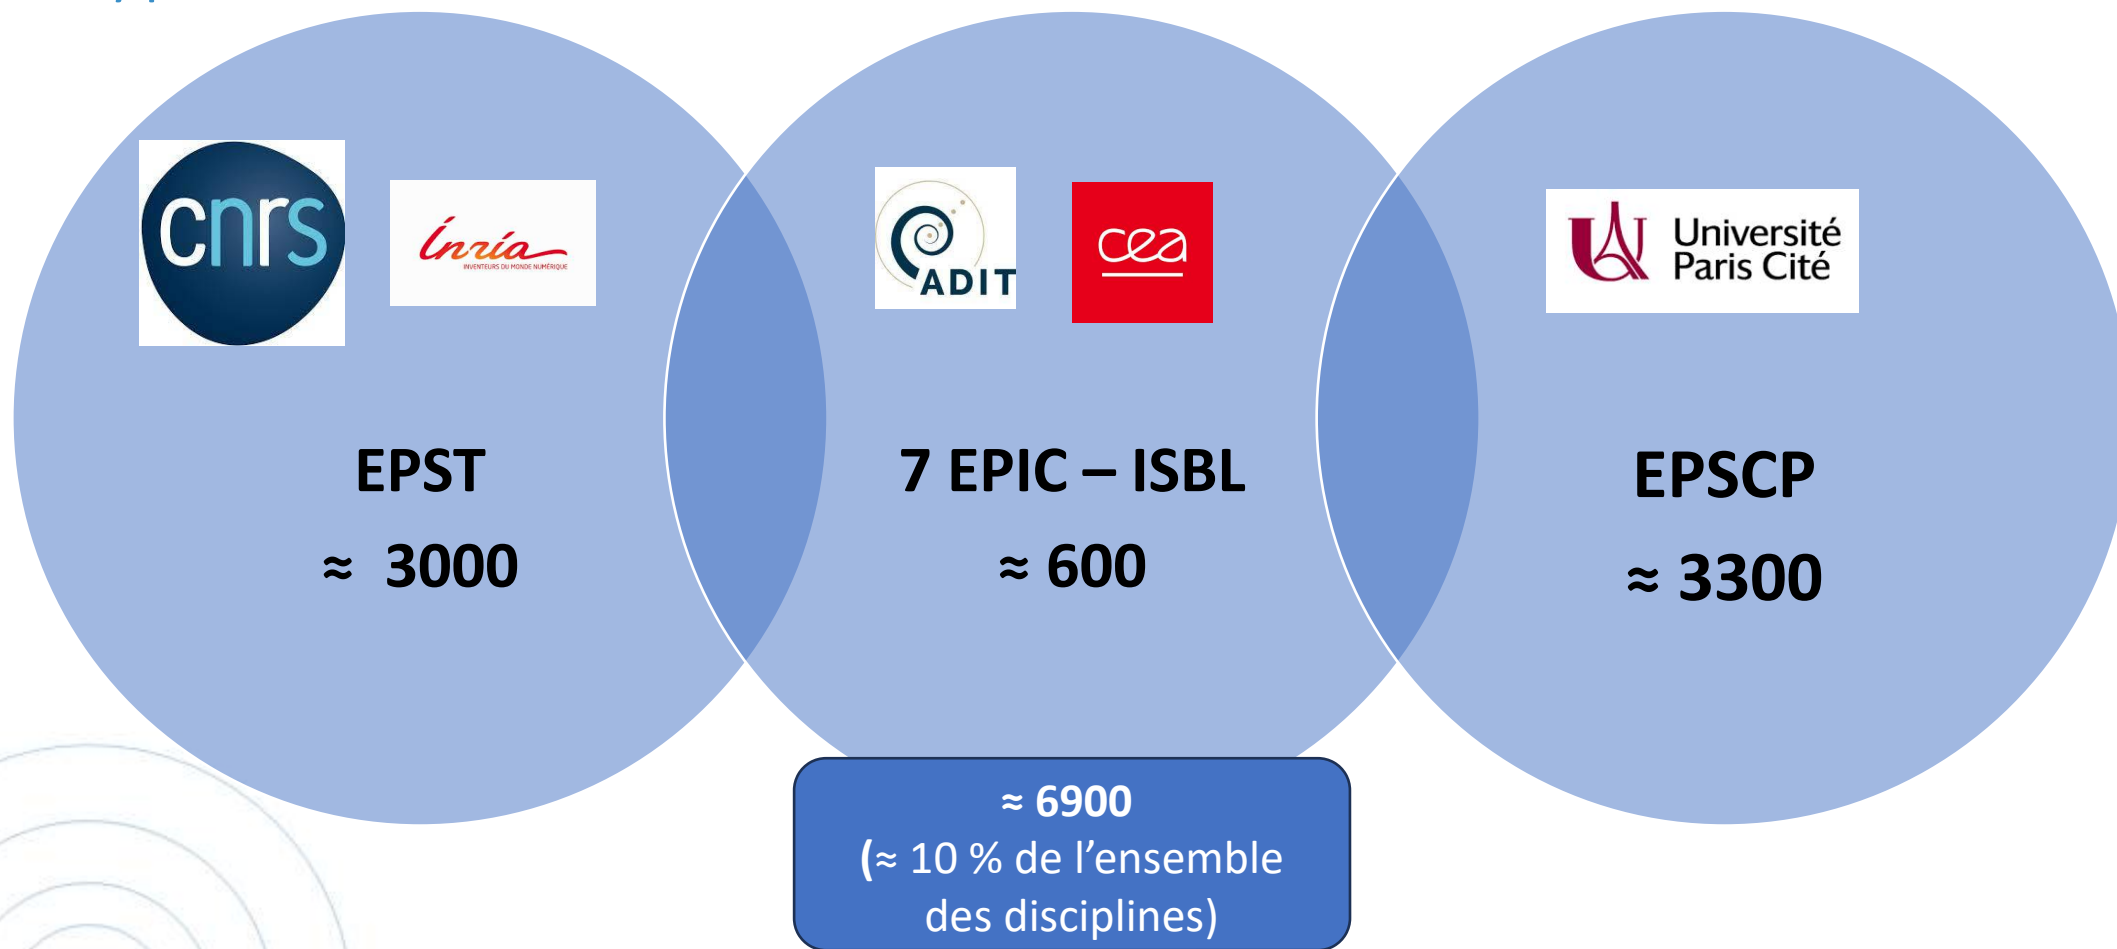 cnrs
Inria
INVENTEURS DU MONDE NUMÉRIQUE
ADIT
cea
Université
Paris Cité
EPST
≈ 3000
7 EPIC – ISBL
≈ 600
EPSCP
≈ 3300
≈ 6900
(≈ 10 % de l’ensemble
des disciplines)